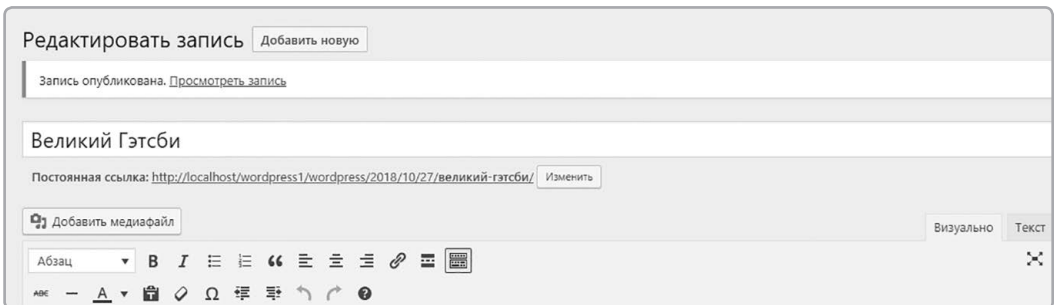 Редактировать запись Добавить новую
Запись опубликована. Просмотреть запись
Великий Гэтсби
Постоянная ссылка: http://localhost/wordpress1/wordpress/2018/10/27/великий-гэтсби/ Изменить
Добавить медиафайл Визуально Текст
Абзац B I
ABC A Ω